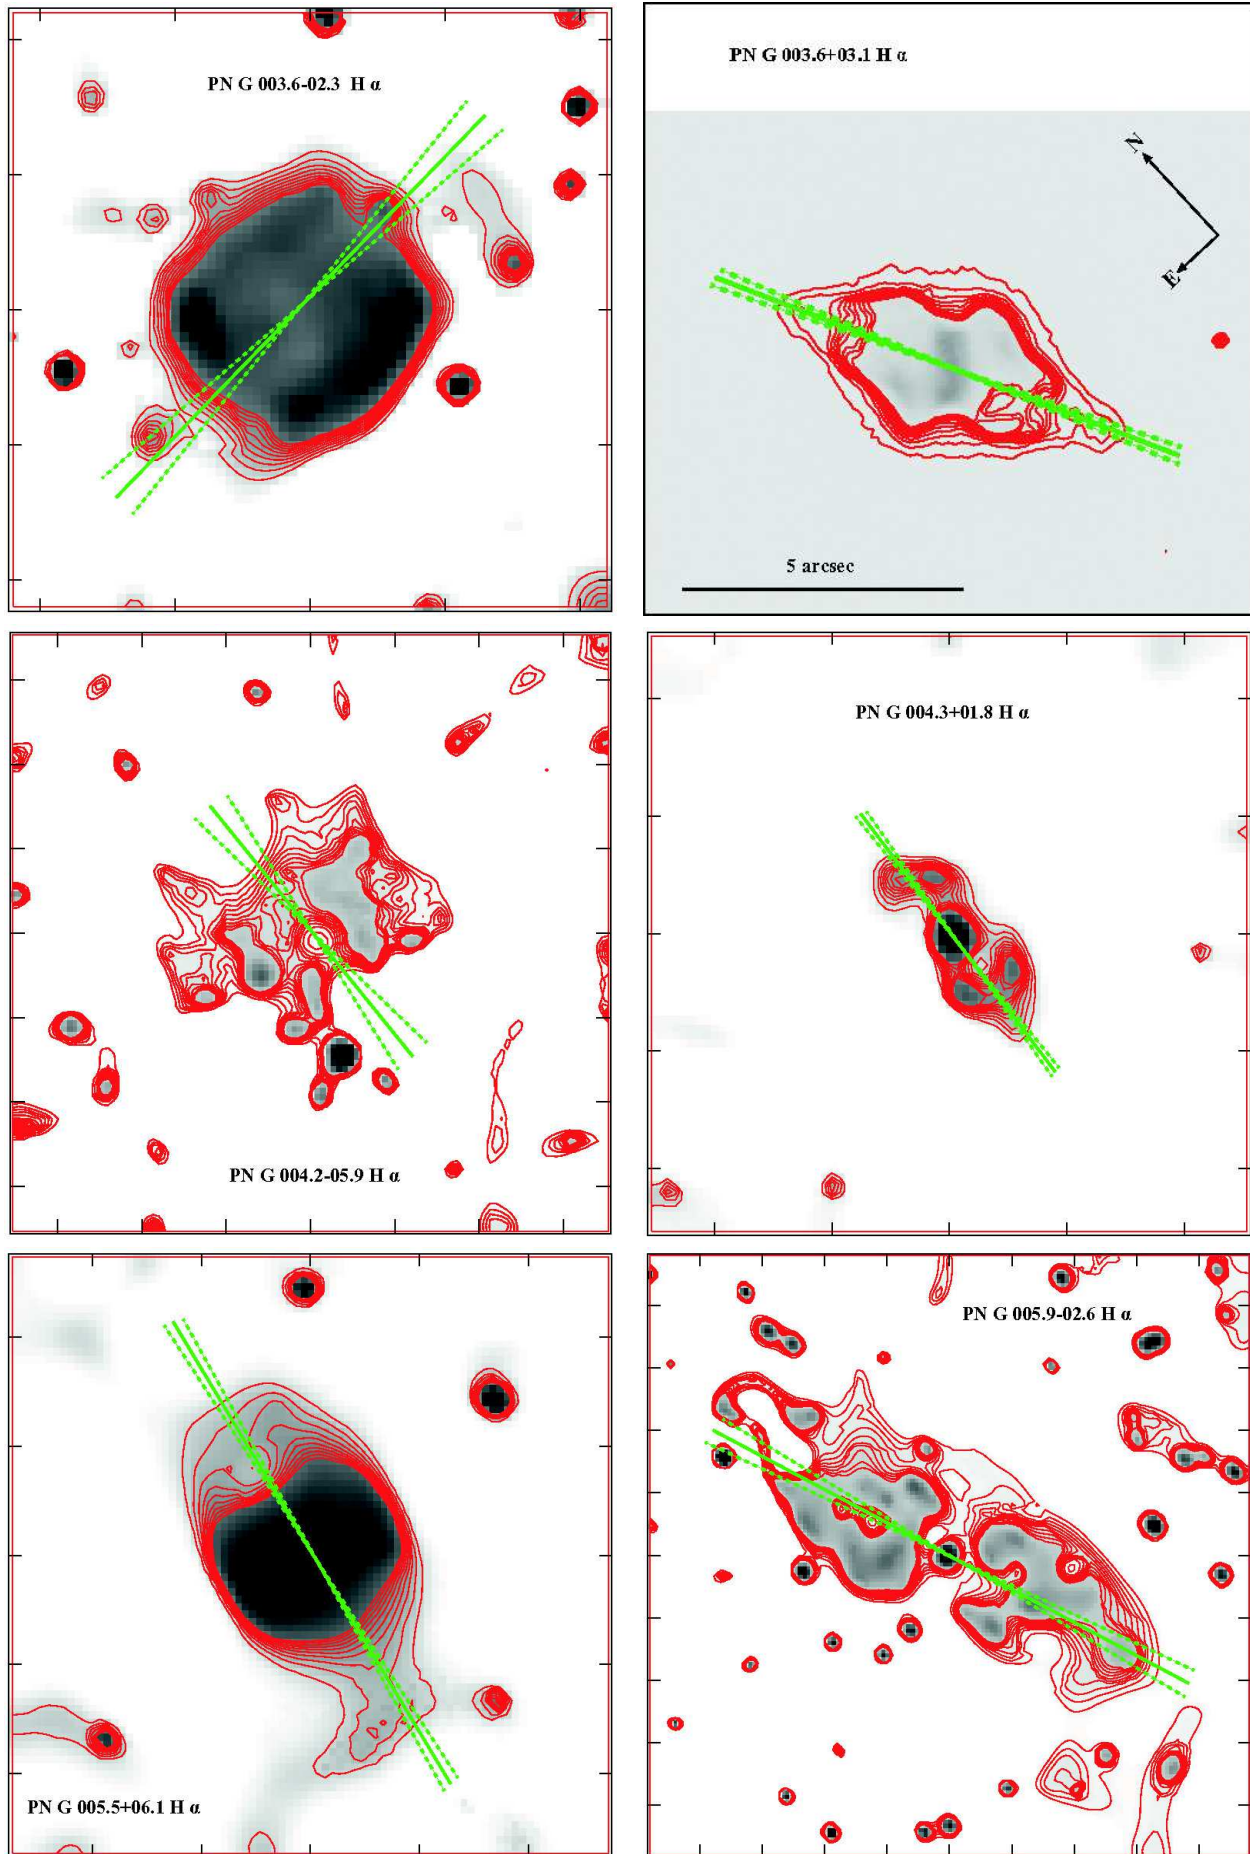 PN G 003.6-02.3 H α
PN G 003.6+03.1 H α
N
E
5 arcsec
PN G 004.3+01.8 H α
PN G 004.2-05.9 H α
PN G 005.9-02.6 H α
PN G 005.5+06.1 H α